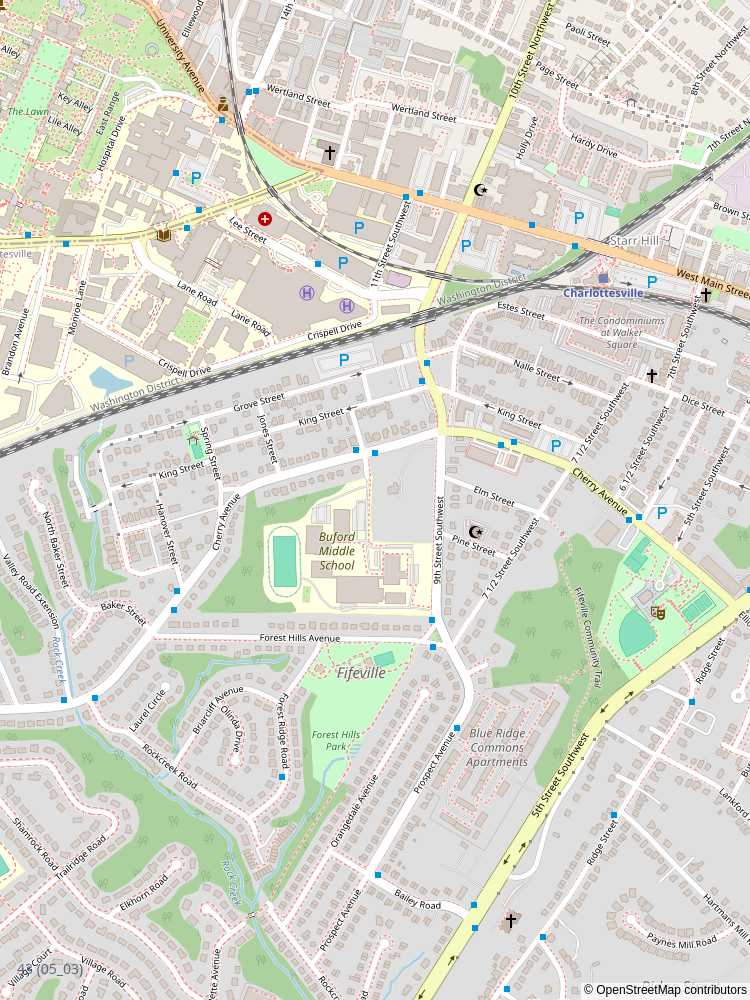 Ellewood
14th
University Avenue
10th Street Northwest
Paoli Street
Page Street
8th Street Northwest
Alley
Key Alley
East Range
The Lawn
Lile Alley
Hospital Drive
Wertland Street
Wertland Street
Holly Drive
Hardy Drive
7th Street N
Alley
P
P
P
P
P
Lee Street
11th Street Southwest
Brown St
Starr Hill
West Main Street
Charlottesville
tesville
Washington District
H
H
Lane Road
Lane Road
Monroe Lane
Crispell Drive
Estes Street
The Condominiums
at Walker
Square
7th Street Southwest
Brandon Avenue
P
P
P
Crispell Drive
Nalle Street
Washington District
Grove Street
King Street
King Street
Dice Street
Jones Street
Spring Street
7 1/2 Street Southwest
6 1/2 Street Southwest
P
King Street
Cherry Avenue
Elm Street
5th Street Southwest
P
North Baker Street
Hanover Street
Cherry Avenue
9th Street Southwest
Buford
Middle
School
Pine Street
7 1/2 Street Southwest
Valley Road Extension
Baker Street
Rock Creek
Forest Hills Avenue
Fifeville Community Trail
Ridge Street
Fifeville
Laurel Circle
Briarcliff Avenue
Olinda Drive
Forest Ridge Road
Forest Hills
Park
Blue Ridge
Commons
Apartments
Prospect Avenue
Rockcreek Road
5th Street Southwest
Orangedale Avenue
Lankford
Shamrock Road
Trailridge Road
Ridge Street
Rock Creek
Elkhorn Road
Bailey Road
Hartmans Mill
Prospect Avenue
Paynes Mill Road
Village Court
Village Road
4s (05_03)
© OpenStreetMap contributors